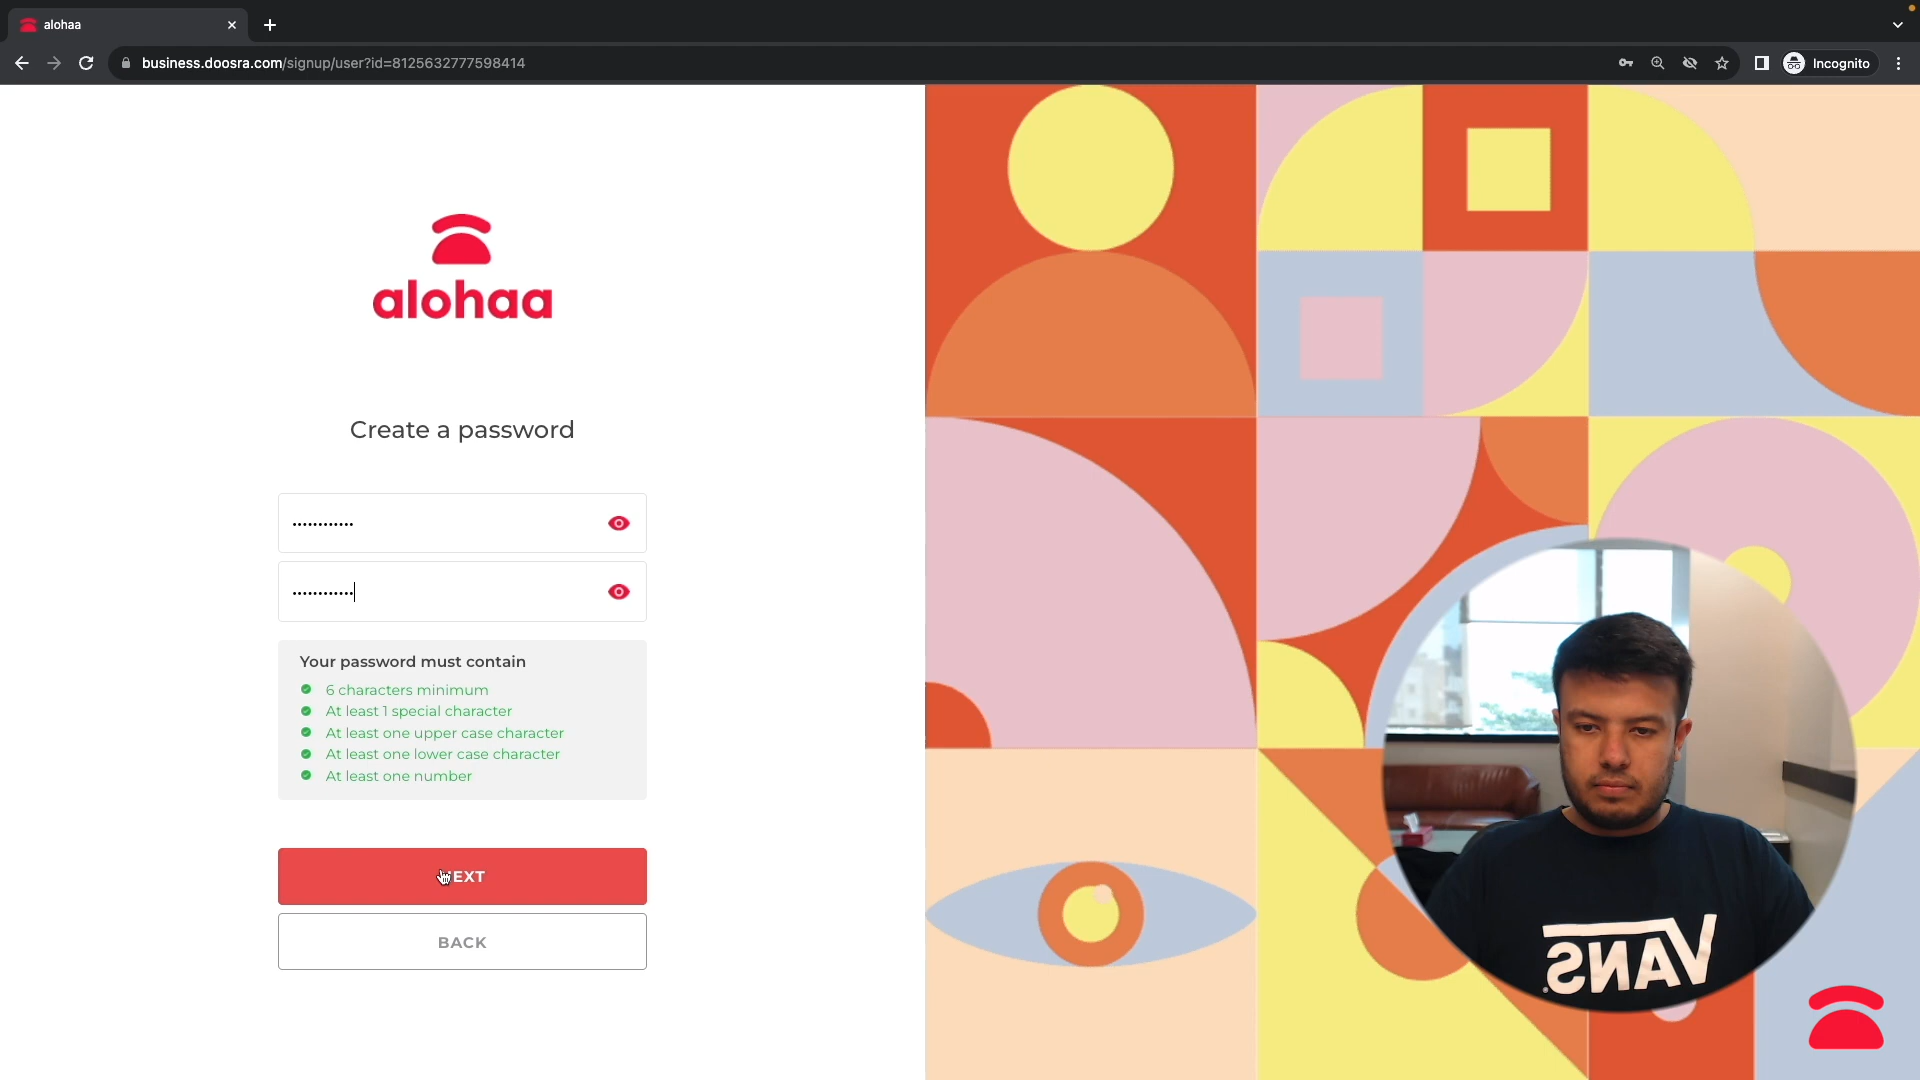 alohaa
business.doosra.com/signup/user?id=8125632777598414
Incognito
alohaa
Create a password
Your password must contain
6 characters minimum
At least 1 special character
At least one upper case character
At least one lower case character
At least one number
NEXT
BACK
VANS